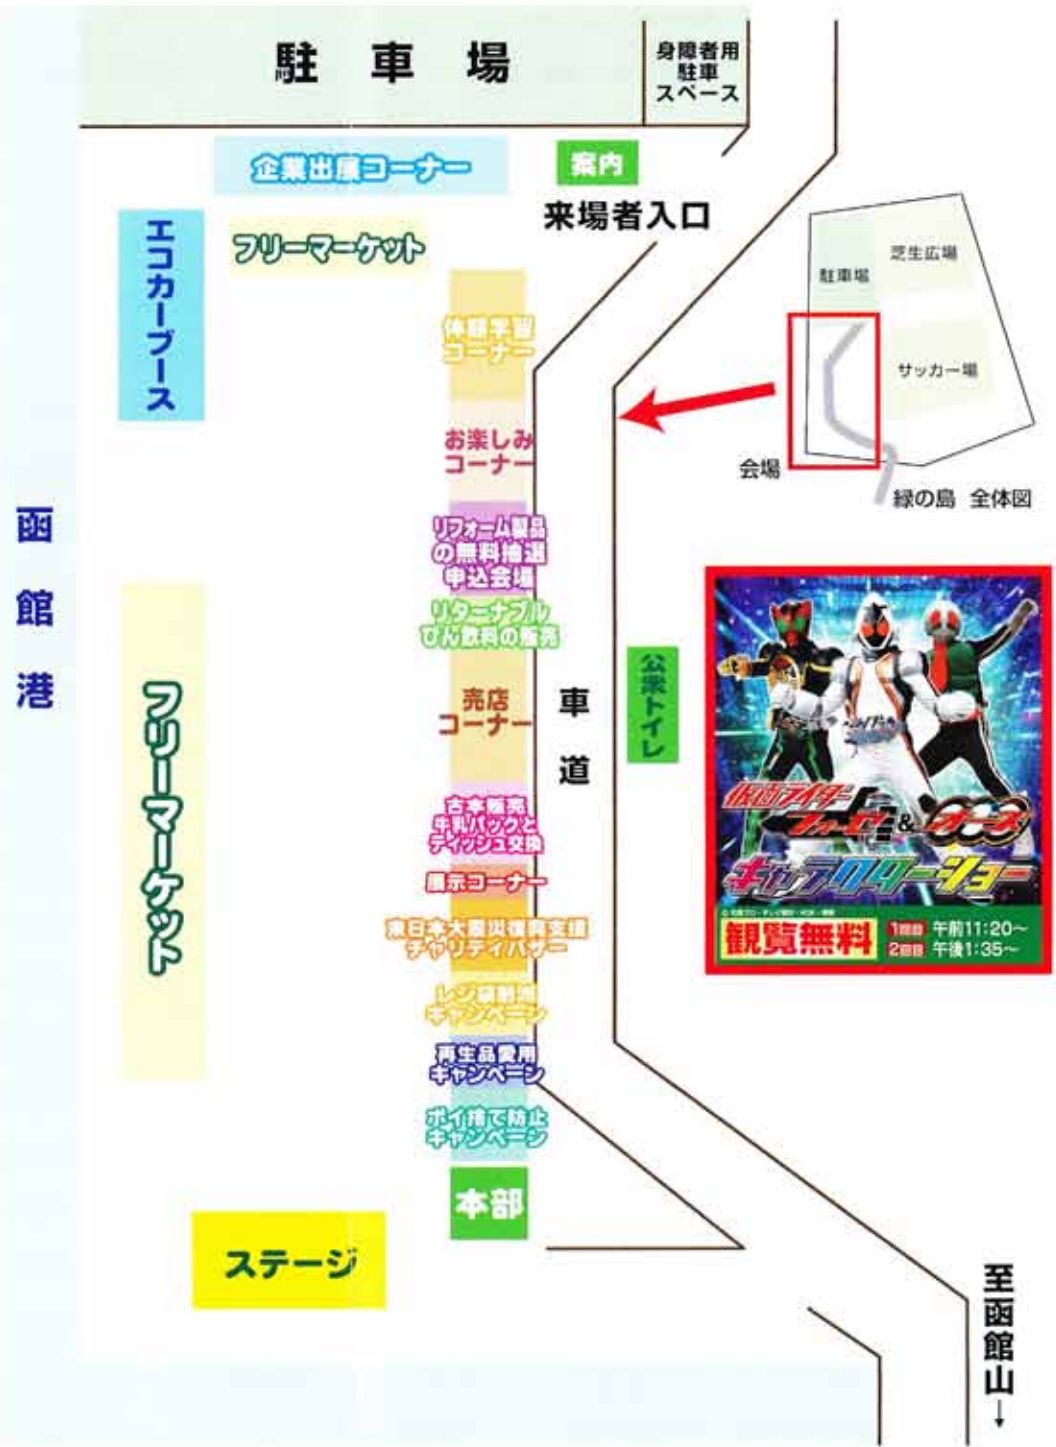 駐車場
身障者用
駐車
スペース
企業出展コーナー
案内
来場者入口
エコカーブース
フリーマーケット
体験学習
コーナー
お楽しみ
コーナー
リフォーム製品
の無料抽選
申込会場
リターナブル
びん飲料の販売
売店
コーナー
古本販売
牛乳パックと
ティッシュ交換
展示コーナー
東日本大震災復興支援
チャリティバザー
レジ袋削減
キャンペーン
再生品愛用
キャンペーン
ポイ捨て防止
キャンペーン
本部
ステージ
フリーマーケット
函館港
車道
公衆トイレ
駐車場
芝生広場
サッカー場
会場
緑の島 全体図
仮面ライダー
フォーゼ&オーズ
キャラクターショー
観覧無料
1回目 午前11:20~
2回目 午後1:35~
至函館山→